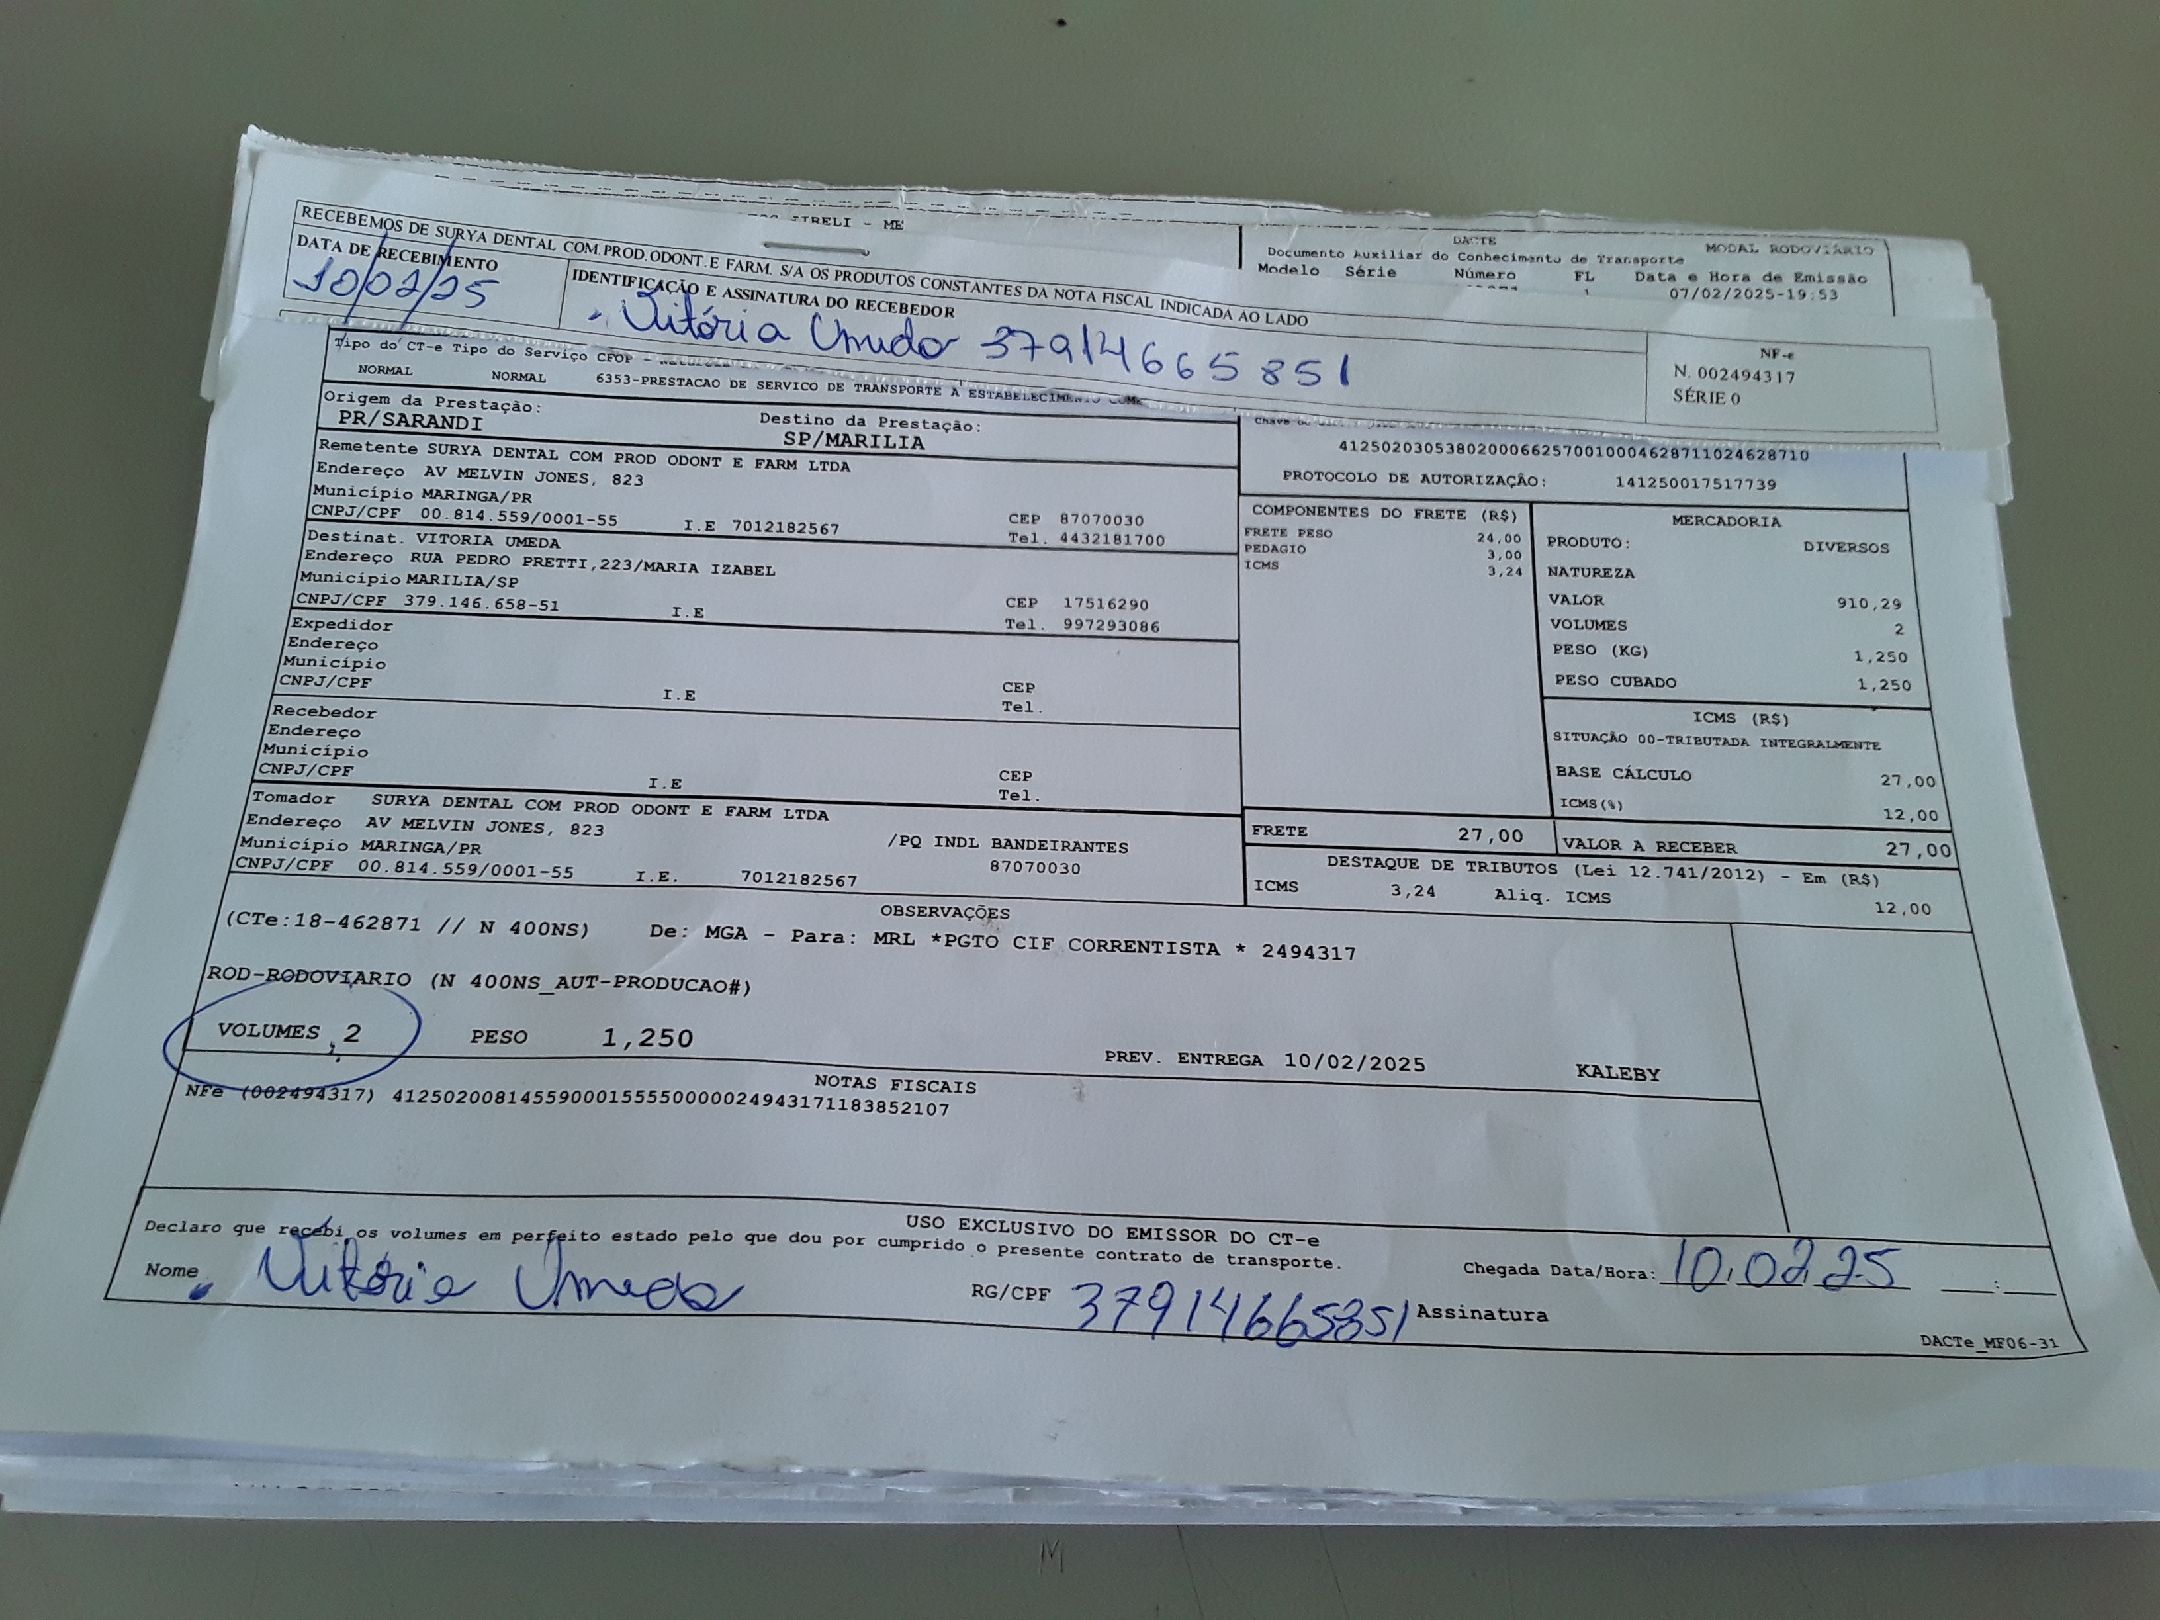 RECEBEMOS DE SURYA DENTAL COM.PROD.ODONT.E FARM. S/A OS PRODUTOS CONSTANTES DA NOTA FISCAL INDICADA AO LADO
DATA DE RECEBIMENTO
10/02/25
IDENTIFICAÇÃO E ASSINATURA DO RECEBEDOR
Vitória Umeda 37914665851
NF-e
N. 002494317
SÉRIE 0
- ME
DACTE
MODAL RODOVIÁRIO
Documento Auxiliar do Conhecimento de Transporte
Modelo Série Número FL Data e Hora de Emissão
1 07/02/2025-19:53
Tipo do CT-e Tipo do Serviço CFOP -
NORMAL NORMAL 6353-PRESTACAO DE SERVICO DE TRANSPORTE A ESTABELECIMENTO
Origem da Prestação: Destino da Prestação:
PR/SARANDI SP/MARILIA
41250203053802000662570010004628711024628710
PROTOCOLO DE AUTORIZAÇÃO: 141250017517739
Remetente SURYA DENTAL COM PROD ODONT E FARM LTDA
Endereço AV MELVIN JONES, 823
Município MARINGA/PR CEP 87070030
CNPJ/CPF 00.814.559/0001-55 I.E 7012182567 Tel. 4432181700
Destinat. VITORIA UMEDA
Endereço RUA PEDRO PRETTI,223/MARIA IZABEL
Município MARILIA/SP CEP 17516290
CNPJ/CPF 379.146.658-51 I.E Tel. 997293086
Expedidor
Endereço
Município CEP
CNPJ/CPF I.E Tel.
Recebedor
Endereço
Município CEP
CNPJ/CPF I.E Tel.
Tomador SURYA DENTAL COM PROD ODONT E FARM LTDA
Endereço AV MELVIN JONES, 823 /PQ INDL BANDEIRANTES
Município MARINGA/PR 87070030
CNPJ/CPF 00.814.559/0001-55 I.E. 7012182567
COMPONENTES DO FRETE (R$)
FRETE PESO 24,00
PEDAGIO 3,00
ICMS 3,24
MERCADORIA
PRODUTO: DIVERSOS
NATUREZA
VALOR 910,29
VOLUMES 2
PESO (KG) 1,250
PESO CUBADO 1,250
ICMS (R$)
SITUAÇÃO 00-TRIBUTADA INTEGRALMENTE
BASE CÁLCULO 27,00
ICMS(%) 12,00
FRETE 27,00 VALOR A RECEBER 27,00
DESTAQUE DE TRIBUTOS (Lei 12.741/2012) - Em (R$)
ICMS 3,24 Aliq. ICMS 12,00
OBSERVAÇÕES
(CTe:18-462871 // N 400NS) De: MGA - Para: MRL *PGTO CIF CORRENTISTA * 2494317
ROD-RODOVIARIO (N 400NS_AUT-PRODUCAO#)
VOLUMES 2 PESO 1,250 PREV. ENTREGA 10/02/2025 KALEBY
NOTAS FISCAIS
NFe (002494317) 41250200814559000155550000024943171183852107
USO EXCLUSIVO DO EMISSOR DO CT-e
Declaro que recebi os volumes em perfeito estado pelo que dou por cumprido o presente contrato de transporte.
Nome Vitória Umeda RG/CPF 37914665851 Assinatura
Chegada Data/Hora: 10.02.25 __:__
DACTe_MF06-31
M